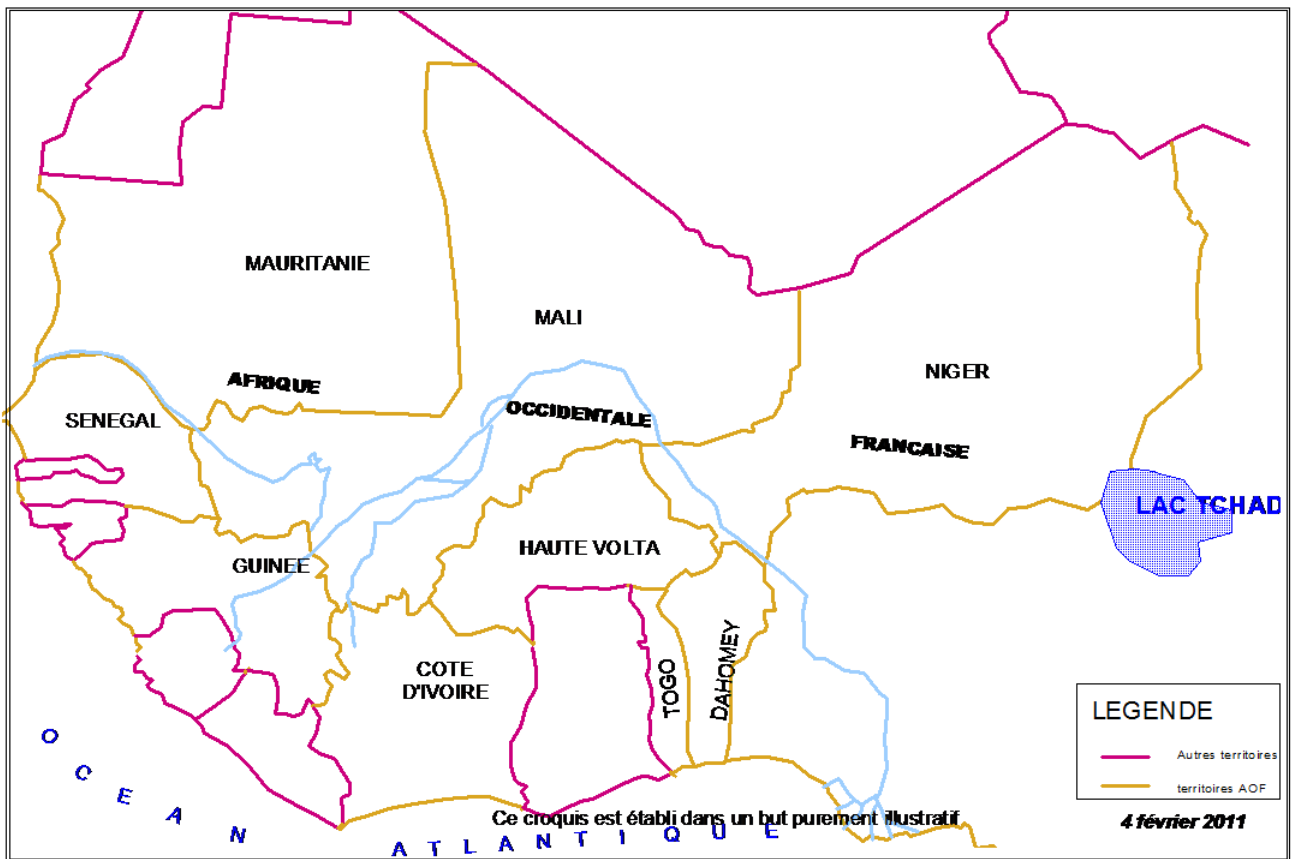 MAURITANIE
MALI
NIGER
AFRIQUE
OCCIDENTALE
FRANCAISE
SENEGAL
LAC TCHAD
GUINEE
HAUTE VOLTA
COTE
D'IVOIRE
TOGO
DAHOMEY
OCEAN ATLANTIQUE
LEGENDE
Autres territoires
territoires AOF
Ce croquis est établi dans un but purement illustratif
4 février 2011